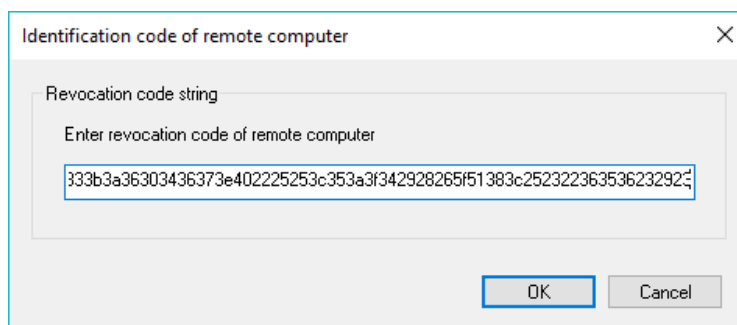 Identification code of remote computer
Revocation code string
Enter revocation code of remote computer
333b3a36303436373e402225253c353a3f342928265f51383c252322363536232923
OK
Cancel